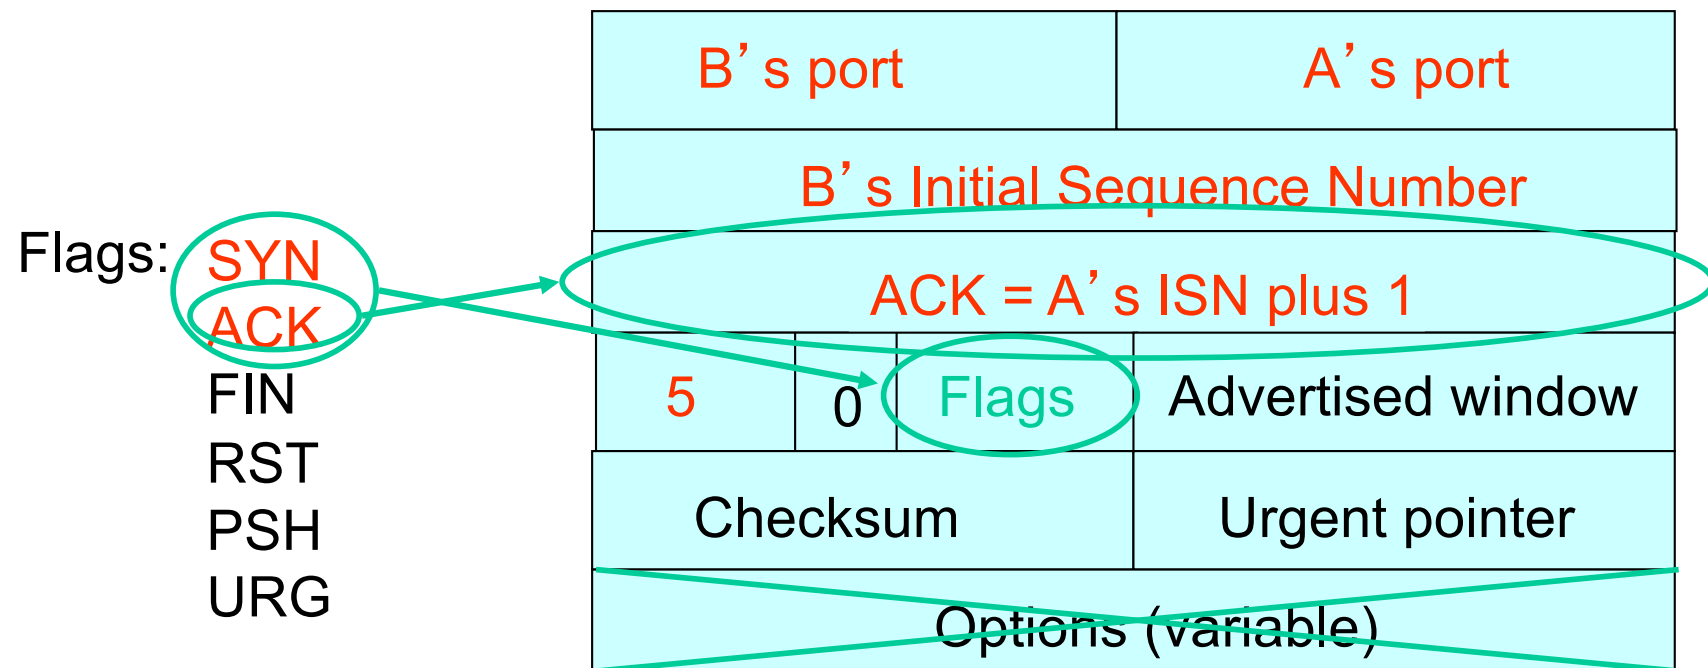 B’s port A’s port
B’s Initial Sequence Number
Flags: SYN
ACK = A’s ISN plus 1
ACK
FIN
5 0 Flags Advertised window
RST
PSH
Checksum Urgent pointer
URG
Options (variable)